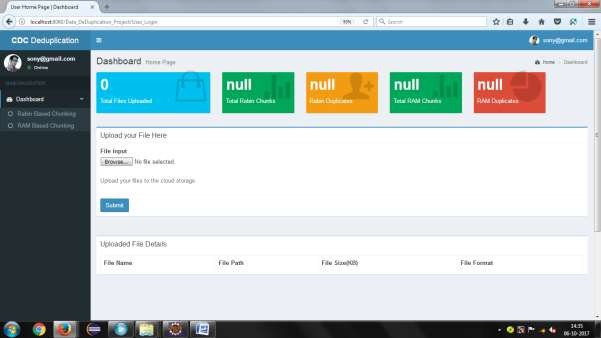 User Home Page | Dashboard
localhost:8080/Data_DeDuplication_Project/User_Login
90%
Search
CDC Deduplication
sony@gmail.com
sony@gmail.com
Online
Dashboard Home Page
Home > Dashboard
MAIN NAVIGATION
Dashboard
Rabin Based Chunking
RAM Based Chunking
0
Total Files Uploaded
null
Total Rabin Chunks
null
Rabin Duplicates
null
Total RAM Chunks
null
RAM Duplicates
Upload your File Here
File input
Browse... No file selected.
Upload your files to the cloud storage.
Submit
Uploaded File Details
File Name File Path File Size(KB) File Format
14:35
06-10-2017